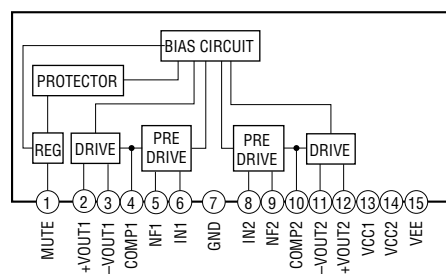 BIAS CIRCUIT
PROTECTOR
REG
DRIVE
PRE
DRIVE
PRE
DRIVE
DRIVE
1
2
3
4
5
6
7
8
9
10
11
12
13
14
15
MUTE
+VOUT1
–VOUT1
COMP1
NF1
IN1
GND
IN2
NF2
COMP2
–VOUT2
+VOUT2
VCC1
VCC2
VEE